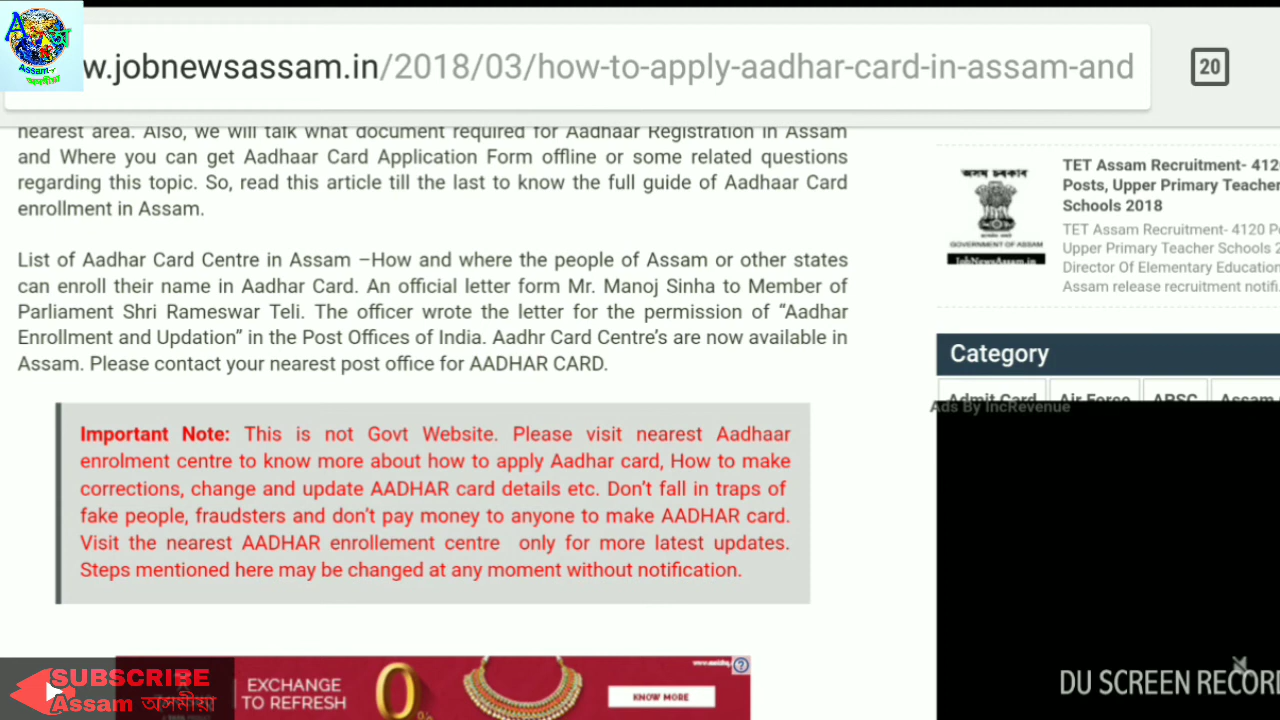 Assam-অসমীয়া
w.jobnewsassam.in/2018/03/how-to-apply-aadhar-card-in-assam-and
20
nearest area. Also, we will talk what document required for Aadhaar Registration in Assam
and Where you can get Aadhaar Card Application Form offline or some related questions
regarding this topic. So, read this article till the last to know the full guide of Aadhaar Card
enrollment in Assam.
List of Aadhar Card Centre in Assam –How and where the people of Assam or other states
can enroll their name in Aadhar Card. An official letter form Mr. Manoj Sinha to Member of
Parliament Shri Rameswar Teli. The officer wrote the letter for the permission of “Aadhar
Enrollment and Updation” in the Post Offices of India. Aadhr Card Centre’s are now available in
Assam. Please contact your nearest post office for AADHAR CARD.
Important Note: This is not Govt Website. Please visit nearest Aadhaar
enrolment centre to know more about how to apply Aadhar card, How to make
corrections, change and update AADHAR card details etc. Don’t fall in traps of
fake people, fraudsters and don’t pay money to anyone to make AADHAR card.
Visit the nearest AADHAR enrollement centre only for more latest updates.
Steps mentioned here may be changed at any moment without notification.
অসম চৰকাৰ
GOVERNMENT OF ASSAM
JobNewsAssam.in
TET Assam Recruitment- 412
Posts, Upper Primary Teacher
Schools 2018
TET Assam Recruitment- 4120 Po
Upper Primary Teacher Schools 2
Director Of Elementary Education
Assam release recruitment notifi.
Category
Admit Card Air Force APSC Assam
Ads By IncRevenue
EXCHANGE
TO REFRESH
0%
KNOW MORE
SUBSCRIBE
Assam অসমীয়া
DU SCREEN RECORD